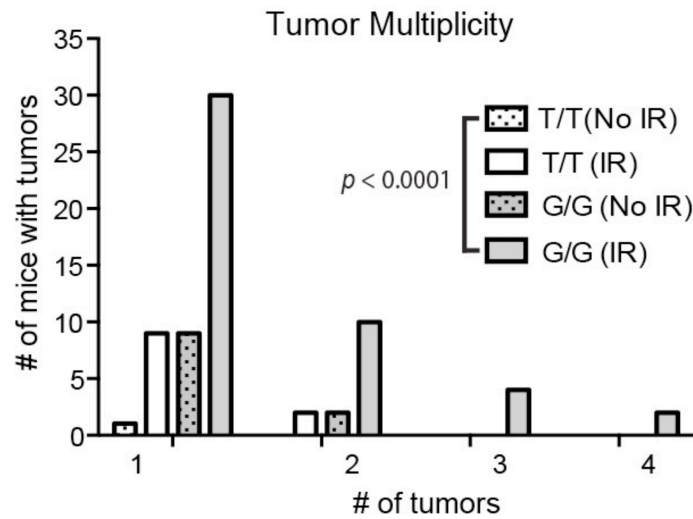 Tumor Multiplicity
# of mice with tumors
35
30
25
20
15
10
5
0
T/T(No IR)
T/T (IR)
G/G (No IR)
G/G (IR)
p < 0.0001
1 2 3 4
# of tumors